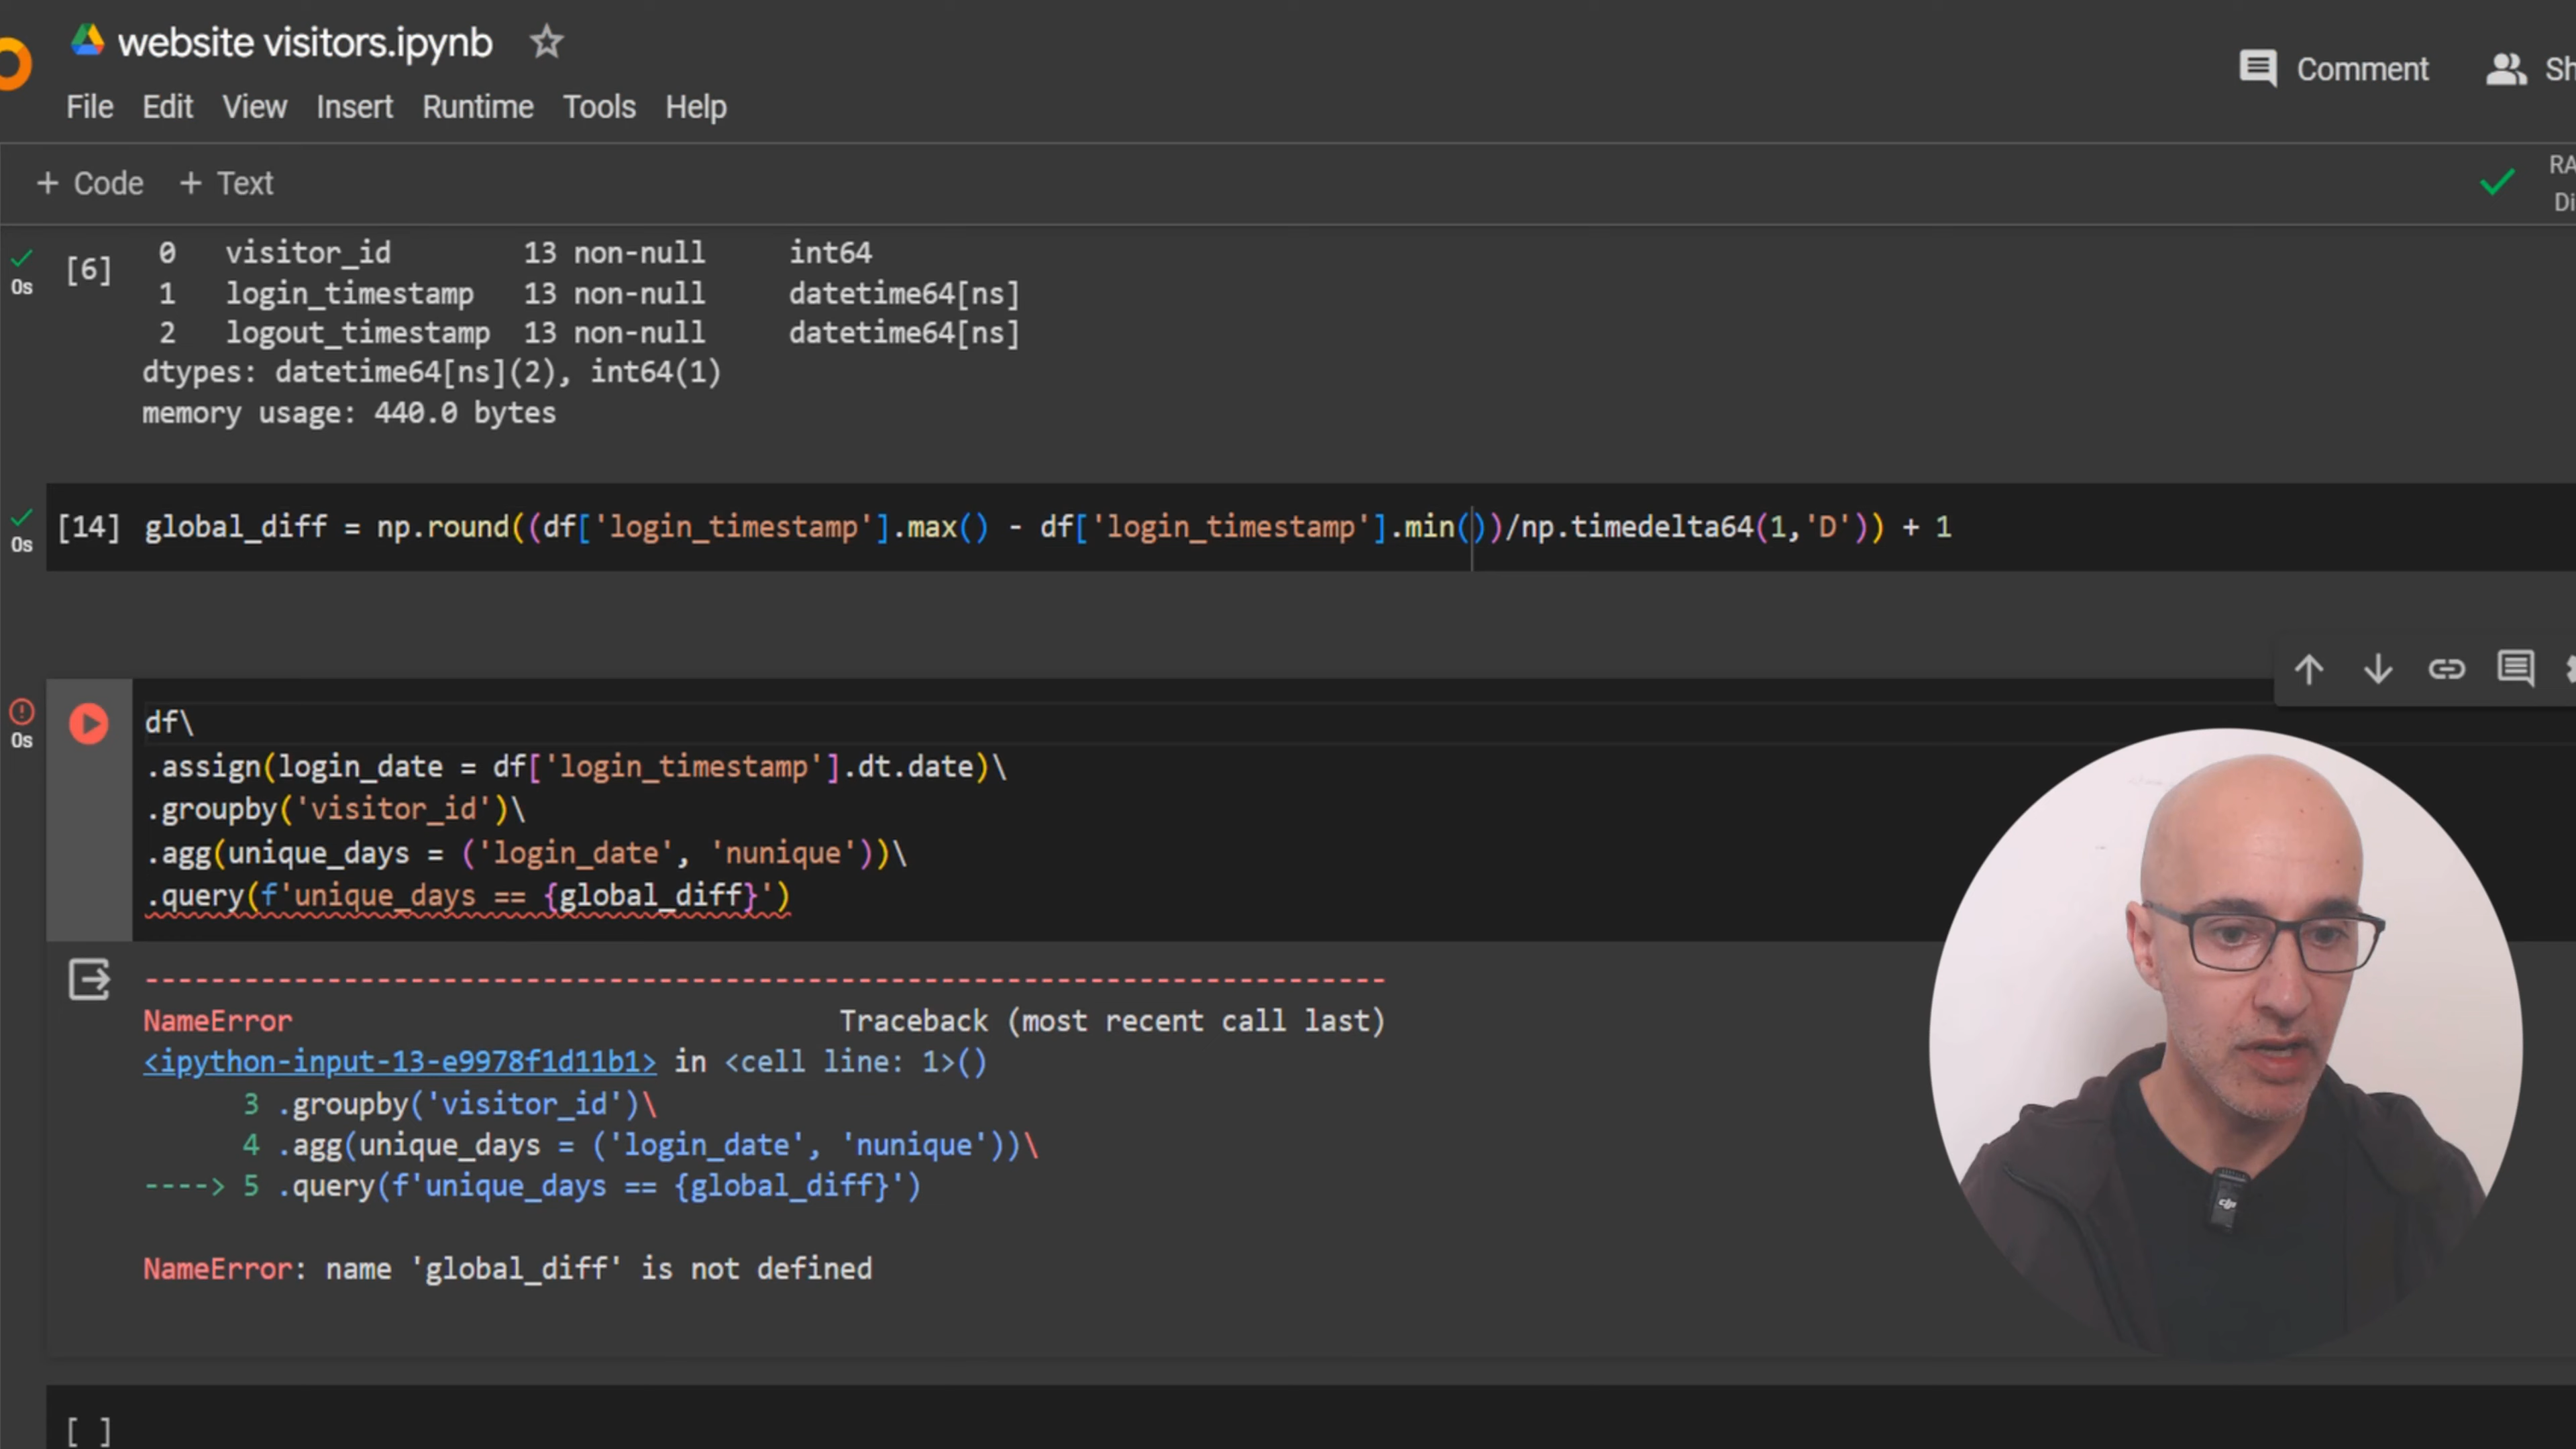 website visitors.ipynb
Comment
File Edit View Insert Runtime Tools Help
+ Code + Text
[6] 0 visitor_id 13 non-null int64
0s
1 login_timestamp 13 non-null datetime64[ns]
2 logout_timestamp 13 non-null datetime64[ns]
dtypes: datetime64[ns](2), int64(1)
memory usage: 440.0 bytes
[14] global_diff = np.round((df['login_timestamp'].max() - df['login_timestamp'].min())/np.timedelta64(1,'D')) + 1
0s
df\
0s
.assign(login_date = df['login_timestamp'].dt.date)\
.groupby('visitor_id')\
.agg(unique_days = ('login_date', 'nunique'))\
.query(f'unique_days == {global_diff}')
---------------------------------------------------------------------------
NameError Traceback (most recent call last)
<ipython-input-13-e9978f1d11b1> in <cell line: 1>()
3 .groupby('visitor_id')\
4 .agg(unique_days = ('login_date', 'nunique'))\
----> 5 .query(f'unique_days == {global_diff}')
NameError: name 'global_diff' is not defined
[ ]